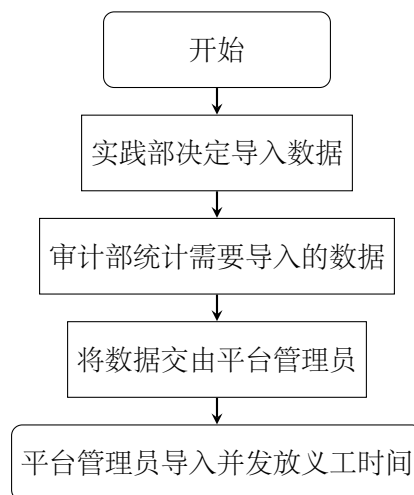 开始
实践部决定导入数据
审计部统计需要导入的数据
将数据交由平台管理员
平台管理员导入并发放义工时间